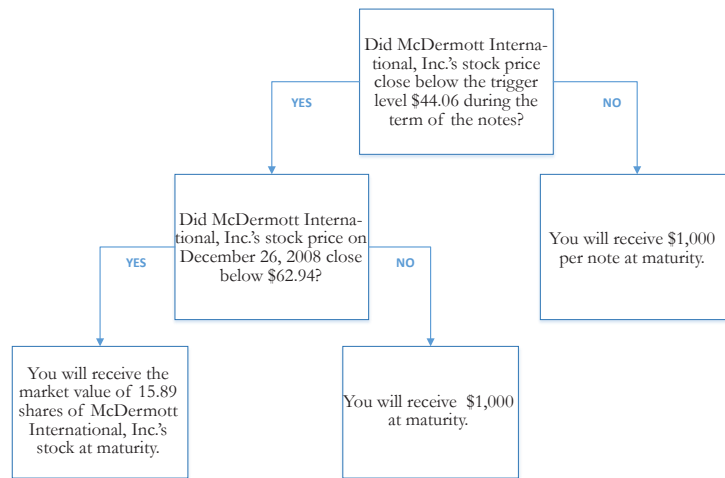 Did McDermott Interna-
tional, Inc.'s stock price
close below the trigger
level $44.06 during the
term of the notes?
YES
NO
Did McDermott Interna-
tional, Inc.'s stock price on
December 26, 2008 close
below $62.94?
You will receive $1,000
per note at maturity.
YES
NO
You will receive the
market value of 15.89
shares of McDermott
International, Inc.'s
stock at maturity.
You will receive $1,000
at maturity.